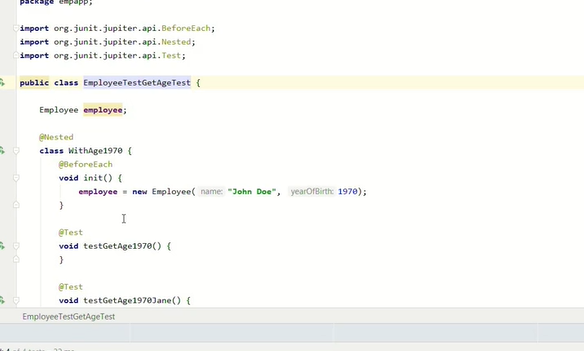 package empapp;
import org.junit.jupiter.api.BeforeEach;
import org.junit.jupiter.api.Nested;
import org.junit.jupiter.api.Test;
public class EmployeeTestGetAgeTest {
Employee employee;
@Nested
class WithAge1970 {
@BeforeEach
void init() {
employee = new Employee( name: "John Doe", yearOfBirth: 1970);
}
@Test
void testGetAge1970() {
}
@Test
void testGetAge1970Jane() {
EmployeeTestGetAgeTest